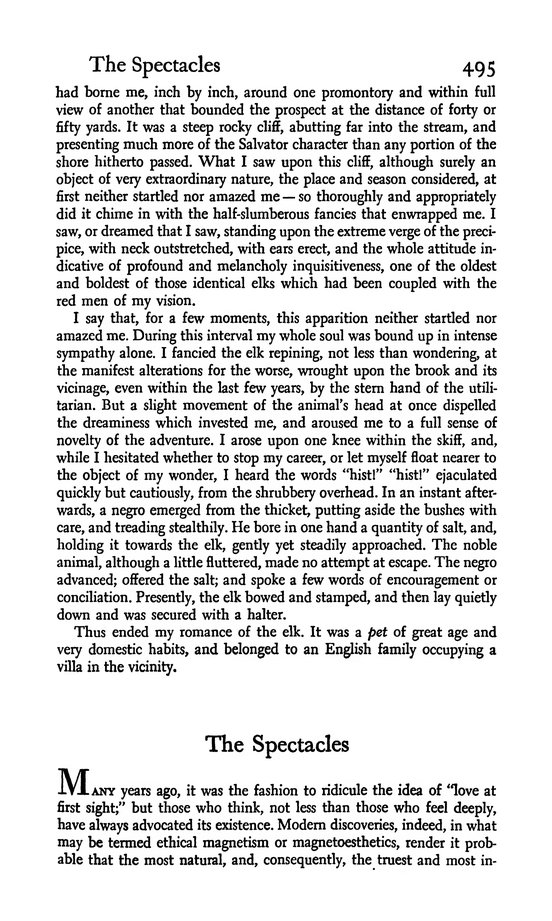 The Spectacles 495
had borne me, inch by inch, around one promontory and within full
view of another that bounded the prospect at the distance of forty or
fifty yards. It was a steep rocky cliff, abutting far into the stream, and
presenting much more of the Salvator character than any portion of the
shore hitherto passed. What I saw upon this cliff, although surely an
object of very extraordinary nature, the place and season considered, at
first neither startled nor amazed me — so thoroughly and appropriately
did it chime in with the half-slumberous fancies that enwrapped me. I
saw, or dreamed that I saw, standing upon the extreme verge of the preci-
pice, with neck outstretched, with ears erect, and the whole attitude in-
dicative of profound and melancholy inquisitiveness, one of the oldest
and boldest of those identical elks which had been coupled with the
red men of my vision.
I say that, for a few moments, this apparition neither startled nor
amazed me. During this interval my whole soul was bound up in intense
sympathy alone. I fancied the elk repining, not less than wondering, at
the manifest alterations for the worse, wrought upon the brook and its
vicinage, even within the last few years, by the stern hand of the utili-
tarian. But a slight movement of the animal's head at once dispelled
the dreaminess which invested me, and aroused me to a full sense of
novelty of the adventure. I arose upon one knee within the skiff, and,
while I hesitated whether to stop my career, or let myself float nearer to
the object of my wonder, I heard the words "hist!" "hist!" ejaculated
quickly but cautiously, from the shrubbery overhead. In an instant after-
wards, a negro emerged from the thicket, putting aside the bushes with
care, and treading stealthily. He bore in one hand a quantity of salt, and,
holding it towards the elk, gently yet steadily approached. The noble
animal, although a little fluttered, made no attempt at escape. The negro
advanced; offered the salt; and spoke a few words of encouragement or
conciliation. Presently, the elk bowed and stamped, and then lay quietly
down and was secured with a halter.
Thus ended my romance of the elk. It was a pet of great age and
very domestic habits, and belonged to an English family occupying a
villa in the vicinity.
The Spectacles
MANY years ago, it was the fashion to ridicule the idea of "love at
first sight;" but those who think, not less than those who feel deeply,
have always advocated its existence. Modern discoveries, indeed, in what
may be termed ethical magnetism or magnetoesthetics, render it prob-
able that the most natural, and, consequently, the truest and most in-